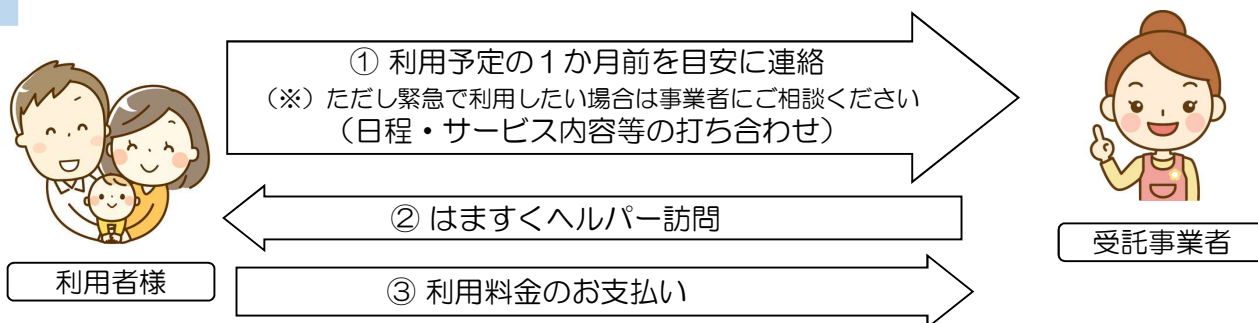 ① 利用予定の１か月前を目安に連絡
（※）ただし緊急で利用したい場合は事業者にご相談ください
（日程・サービス内容等の打ち合わせ）
② はますくヘルパー訪問
受託事業者
利用者様
③ 利用料金のお支払い